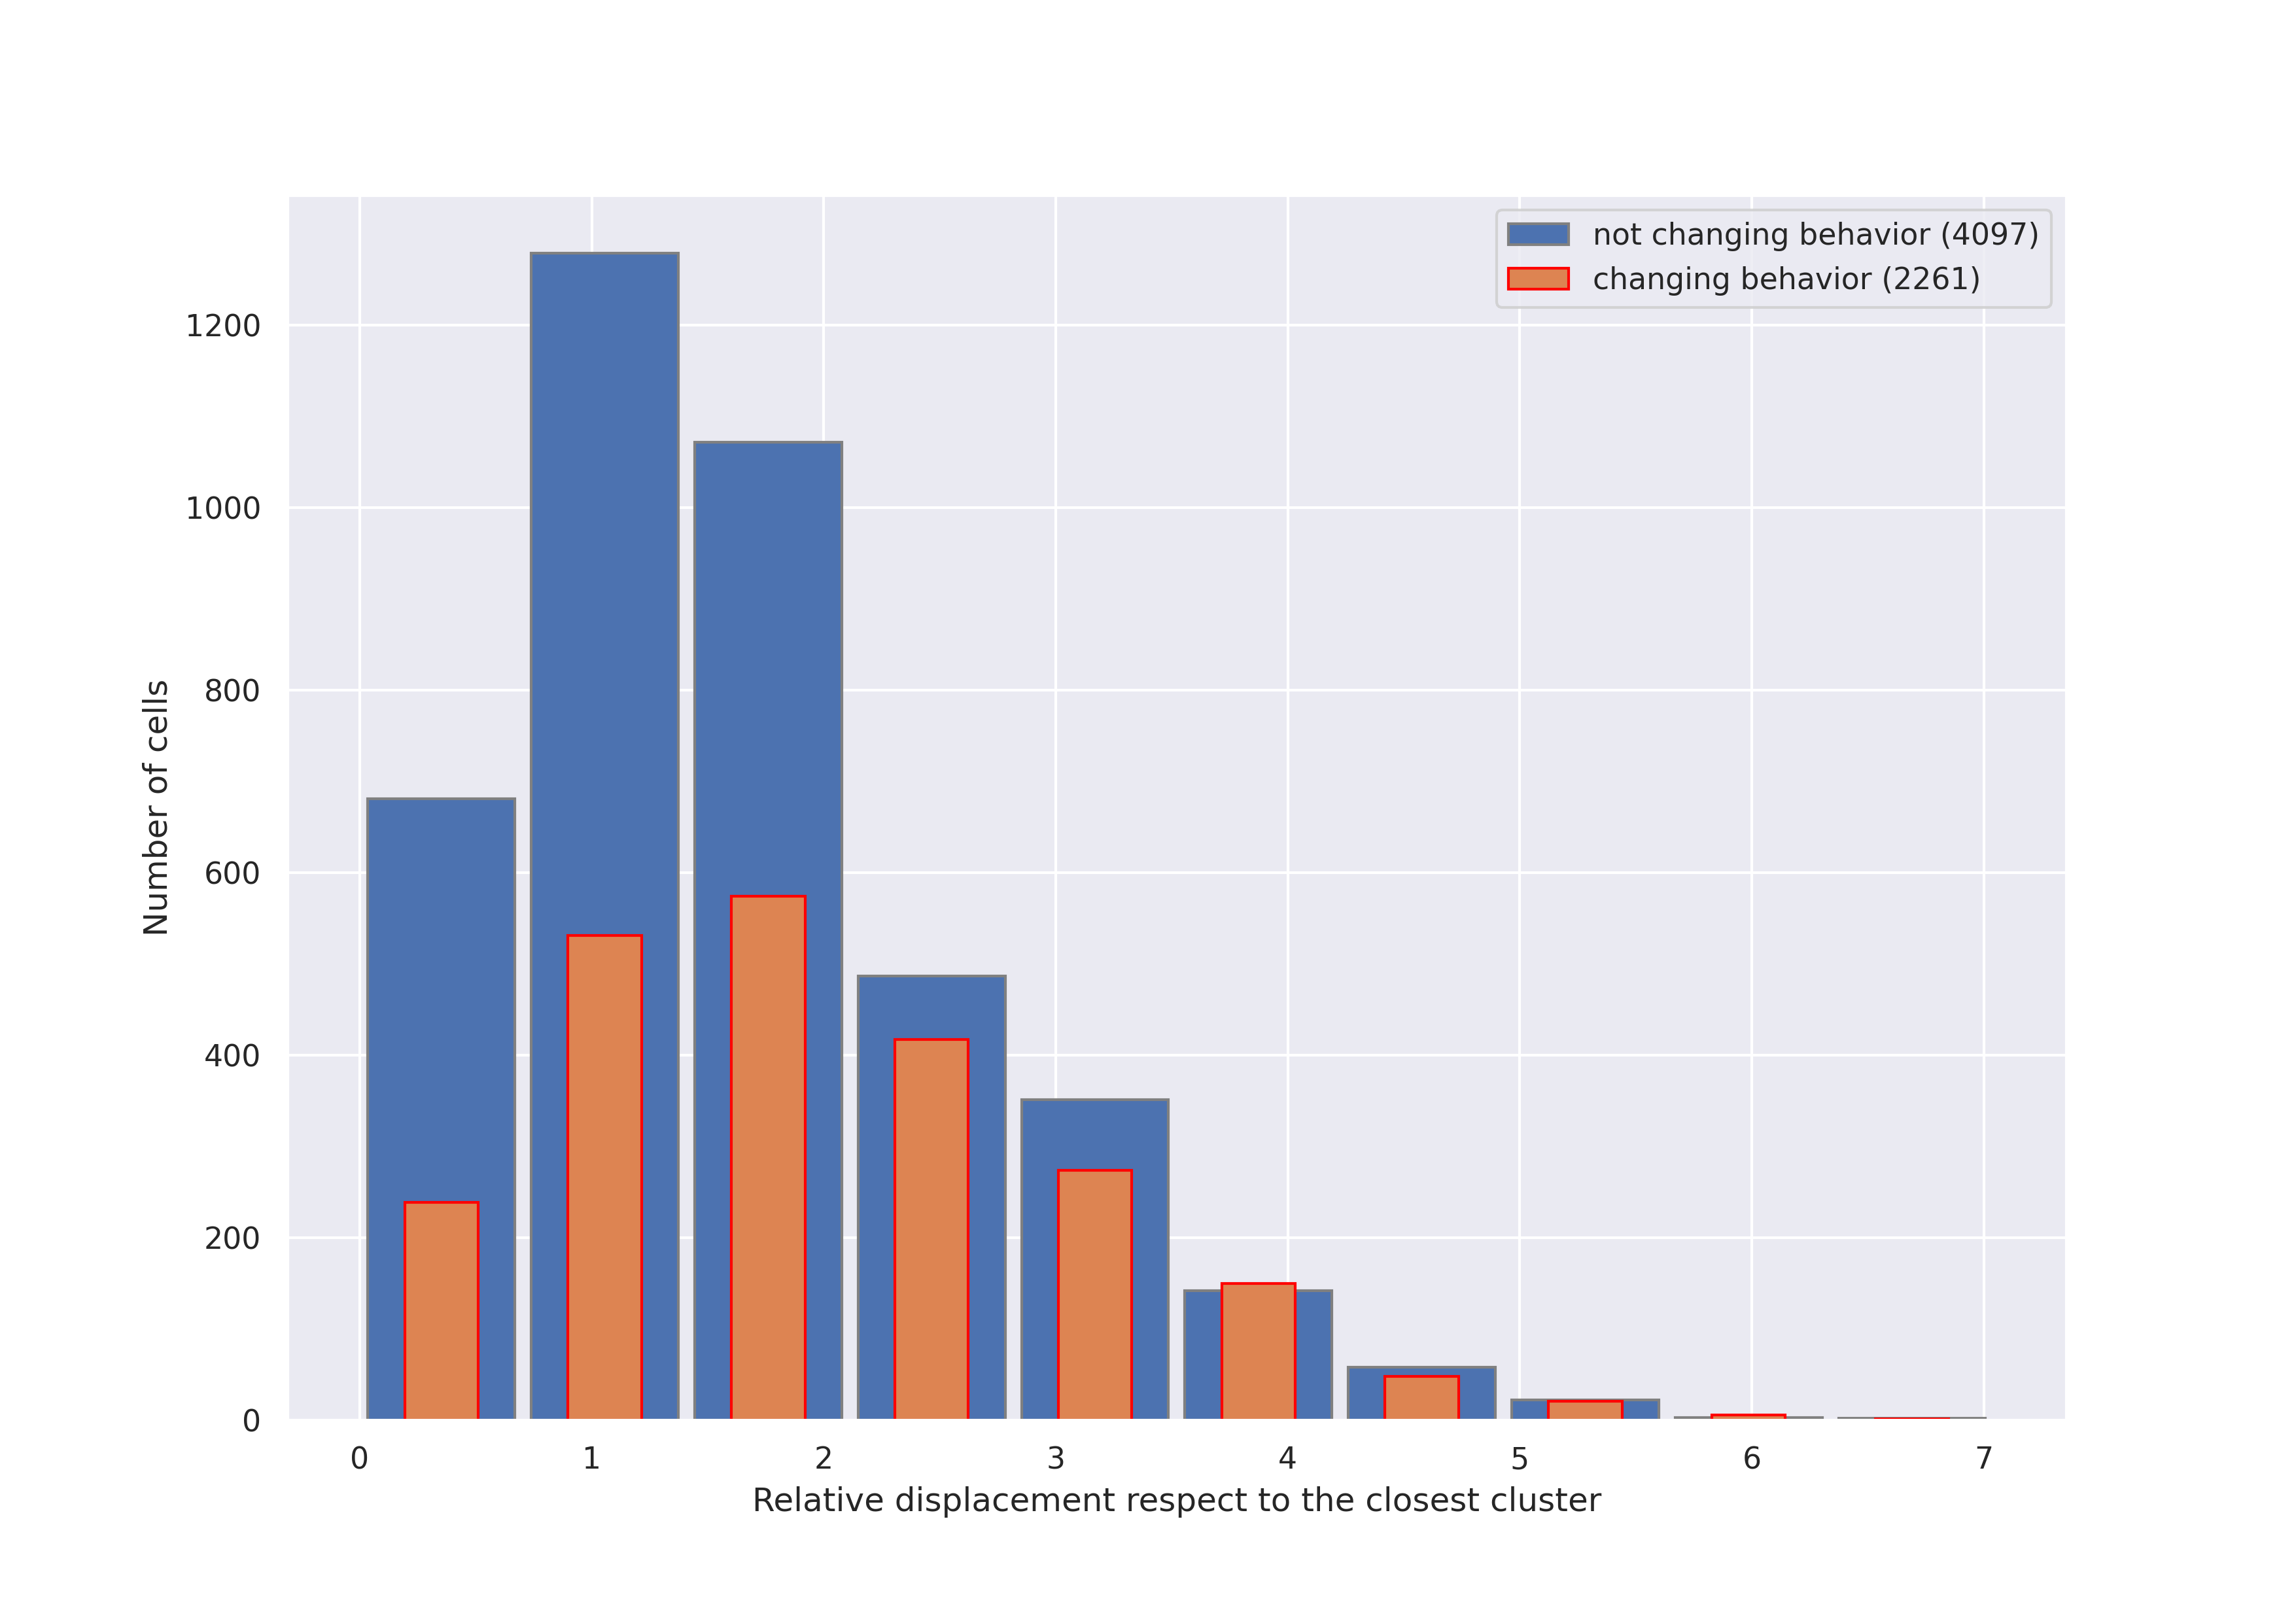 not changing behavior (4097)
changing behavior (2261)
1200
1000
800
600
400
200
0
Number of cells
0 1 2 3 4 5 6 7
Relative displacement respect to the closest cluster